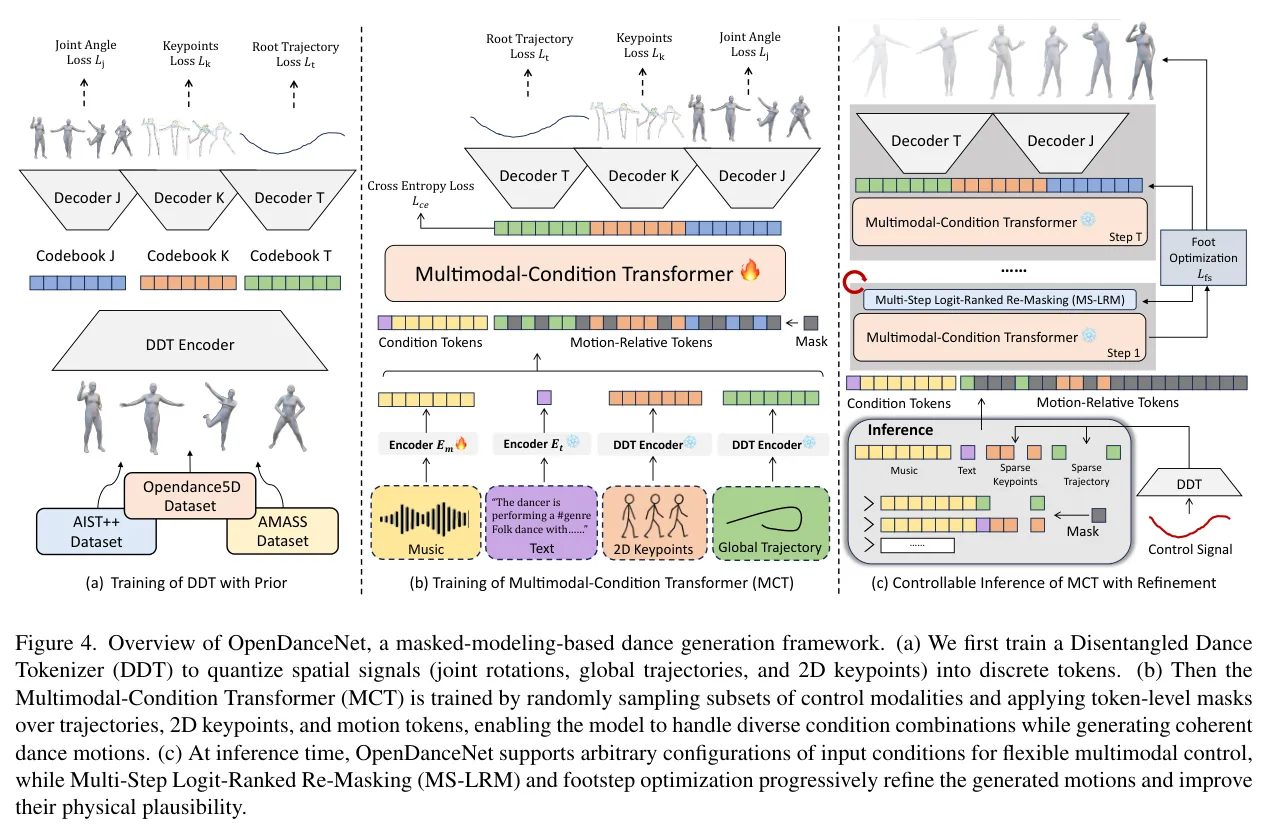 Joint Angle
Loss Lj
Keypoints
Loss Lk
Root Trajectory
Loss Lt
Decoder J
Decoder K
Decoder T
Codebook J
Codebook K
Codebook T
DDT Encoder
Opendance5D
Dataset
AIST++
Dataset
AMASS
Dataset
(a) Training of DDT with Prior
Root Trajectory
Loss Lt
Keypoints
Loss Lk
Joint Angle
Loss Lj
Decoder T
Decoder K
Decoder J
Cross Entropy Loss
Lce
Multimodal-Condition Transformer
Condition Tokens
Motion-Relative Tokens
Mask
Encoder Em
Encoder Et
DDT Encoder
DDT Encoder
Music
“The dancer is
performing a #genre
Folk dance with......”
Text
2D Keypoints
Global Trajectory
(b) Training of Multimodal-Condition Transformer (MCT)
Decoder T
Decoder J
Multimodal-Condition Transformer
Step T
......
Foot
Optimization
Lfs
Multi-Step Logit-Ranked Re-Masking (MS-LRM)
Multimodal-Condition Transformer
Step 1
Condition Tokens
Motion-Relative Tokens
Inference
Music
Text
Sparse
Keypoints
Sparse
Trajectory
......
Mask
DDT
Control Signal
(c) Controllable Inference of MCT with Refinement
Figure 4. Overview of OpenDanceNet, a masked-modeling-based dance generation framework. (a) We first train a Disentangled Dance
Tokenizer (DDT) to quantize spatial signals (joint rotations, global trajectories, and 2D keypoints) into discrete tokens. (b) Then the
Multimodal-Condition Transformer (MCT) is trained by randomly sampling subsets of control modalities and applying token-level masks
over trajectories, 2D keypoints, and motion tokens, enabling the model to handle diverse condition combinations while generating coherent
dance motions. (c) At inference time, OpenDanceNet supports arbitrary configurations of input conditions for flexible multimodal control,
while Multi-Step Logit-Ranked Re-Masking (MS-LRM) and footstep optimization progressively refine the generated motions and improve
their physical plausibility.